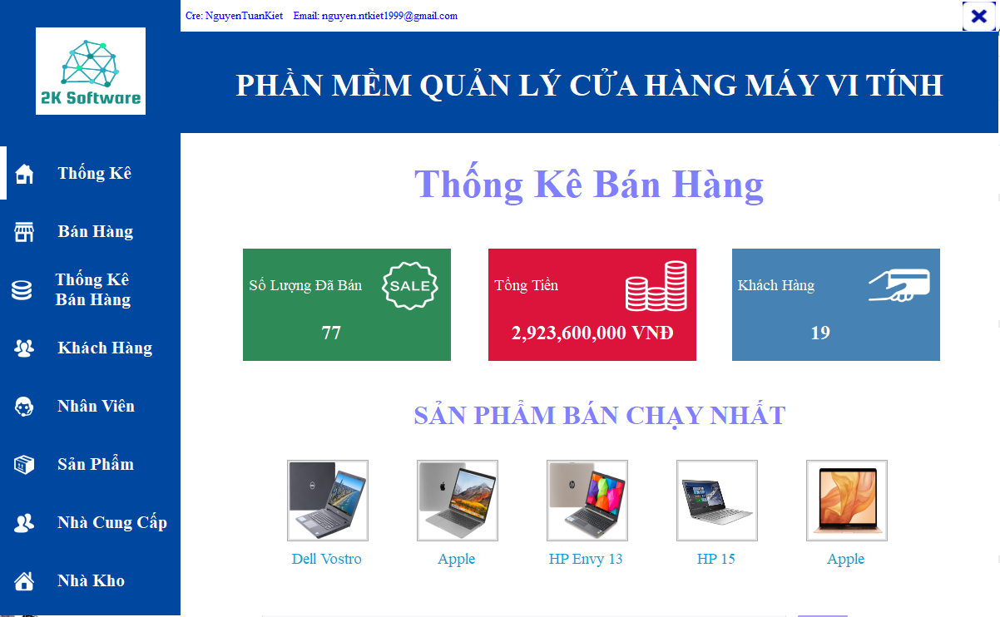 Cre: NguyenTuanKiet    Email: nguyen.ntkiet1999@gmail.com
2K Software
PHẦN MỀM QUẢN LÝ CỬA HÀNG MÁY VI TÍNH
Thống Kê
Bán Hàng
Thống Kê
Bán Hàng
Khách Hàng
Nhân Viên
Sản Phẩm
Nhà Cung Cấp
Nhà Kho
Thống Kê Bán Hàng
Số Lượng Đã Bán
SALE
77
Tổng Tiền
2,923,600,000 VNĐ
Khách Hàng
19
SẢN PHẨM BÁN CHẠY NHẤT
Dell Vostro
Apple
HP Envy 13
HP 15
Apple